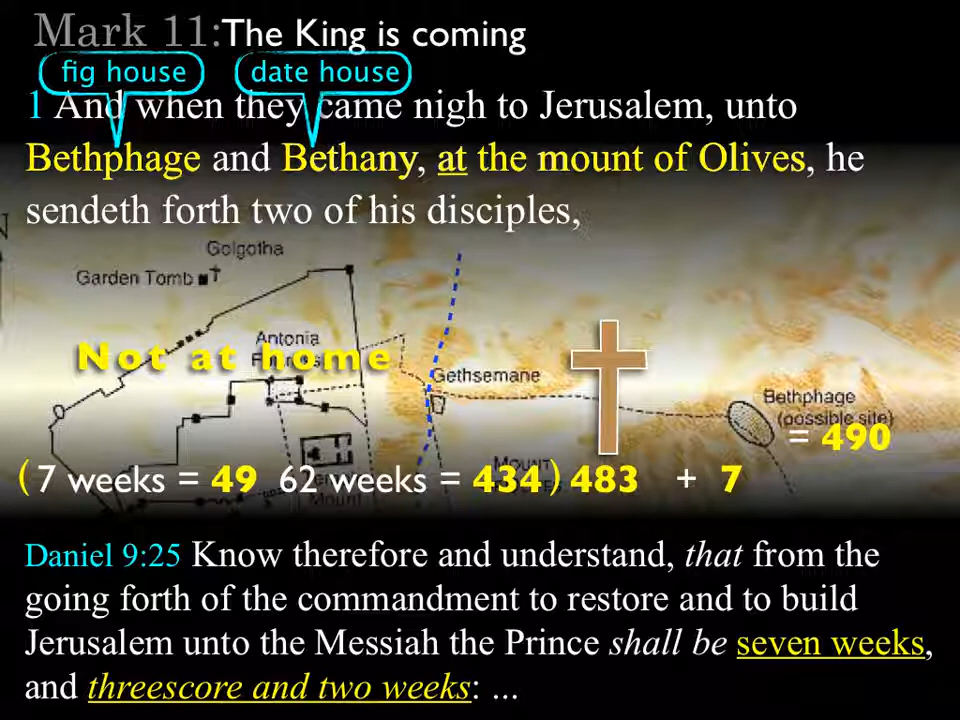 Mark 11:The King is coming
fig house date house
1 And when they came nigh to Jerusalem, unto
Bethphage and Bethany, at the mount of Olives, he
sendeth forth two of his disciples,
Golgotha
Garden Tomb
Antonia
Not at home
Gethsemane
Bethphage
(possible site)
= 490
(7 weeks = 49 62 weeks = 434) 483 + 7
Mount
Mount
Daniel 9:25 Know therefore and understand, that from the
going forth of the commandment to restore and to build
Jerusalem unto the Messiah the Prince shall be seven weeks,
and threescore and two weeks: ...